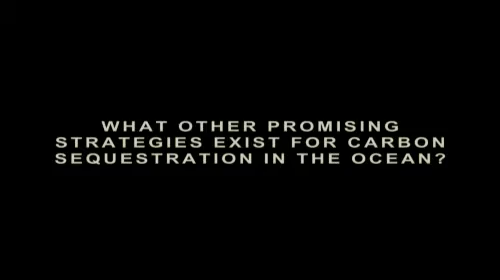 WHAT OTHER PROMISING
STRATEGIES EXIST FOR CARBON
SEQUESTRATION IN THE OCEAN?